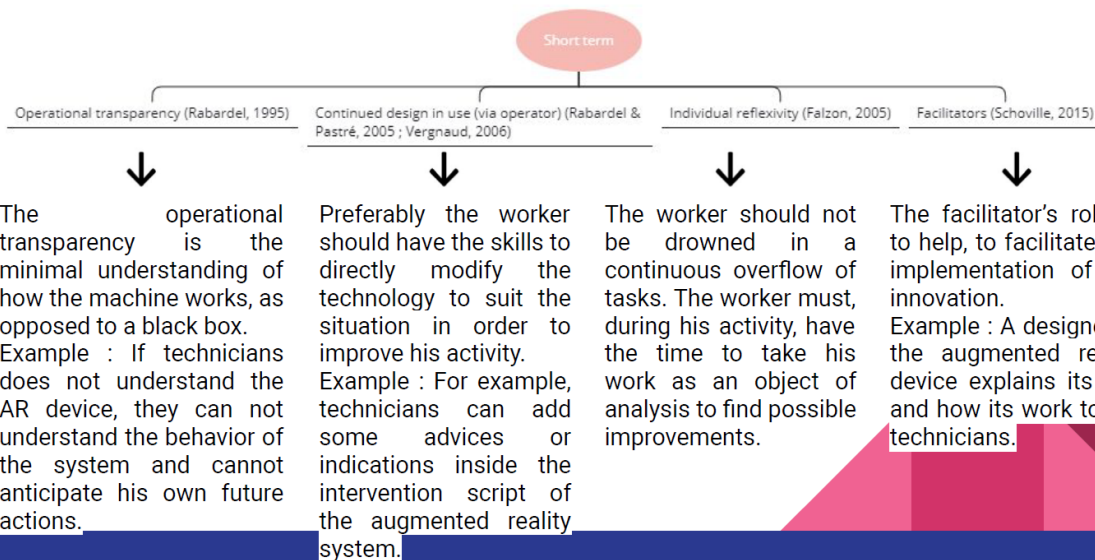 Short term
Operational transparency (Rabardel, 1995)
Continued design in use (via operator) (Rabardel &
Pastré, 2005 ; Vergnaud, 2006)
Individual reflexivity (Falzon, 2005)
Facilitators (Schoville, 2015)
The operational
transparency is the
minimal understanding of
how the machine works, as
opposed to a black box.
Example : If technicians
does not understand the
AR device, they can not
understand the behavior of
the system and cannot
anticipate his own future
actions.
Preferably the worker
should have the skills to
directly modify the
technology to suit the
situation in order to
improve his activity.
Example : For example,
technicians can add
some advices or
indications inside the
intervention script of
the augmented reality
system.
The worker should not
be drowned in a
continuous overflow of
tasks. The worker must,
during his activity, have
the time to take his
work as an object of
analysis to find possible
improvements.
The facilitator's
to help, to facilitate
implementation of
innovation.
Example : A
the augmented
device explains its
and how its work
technicians.